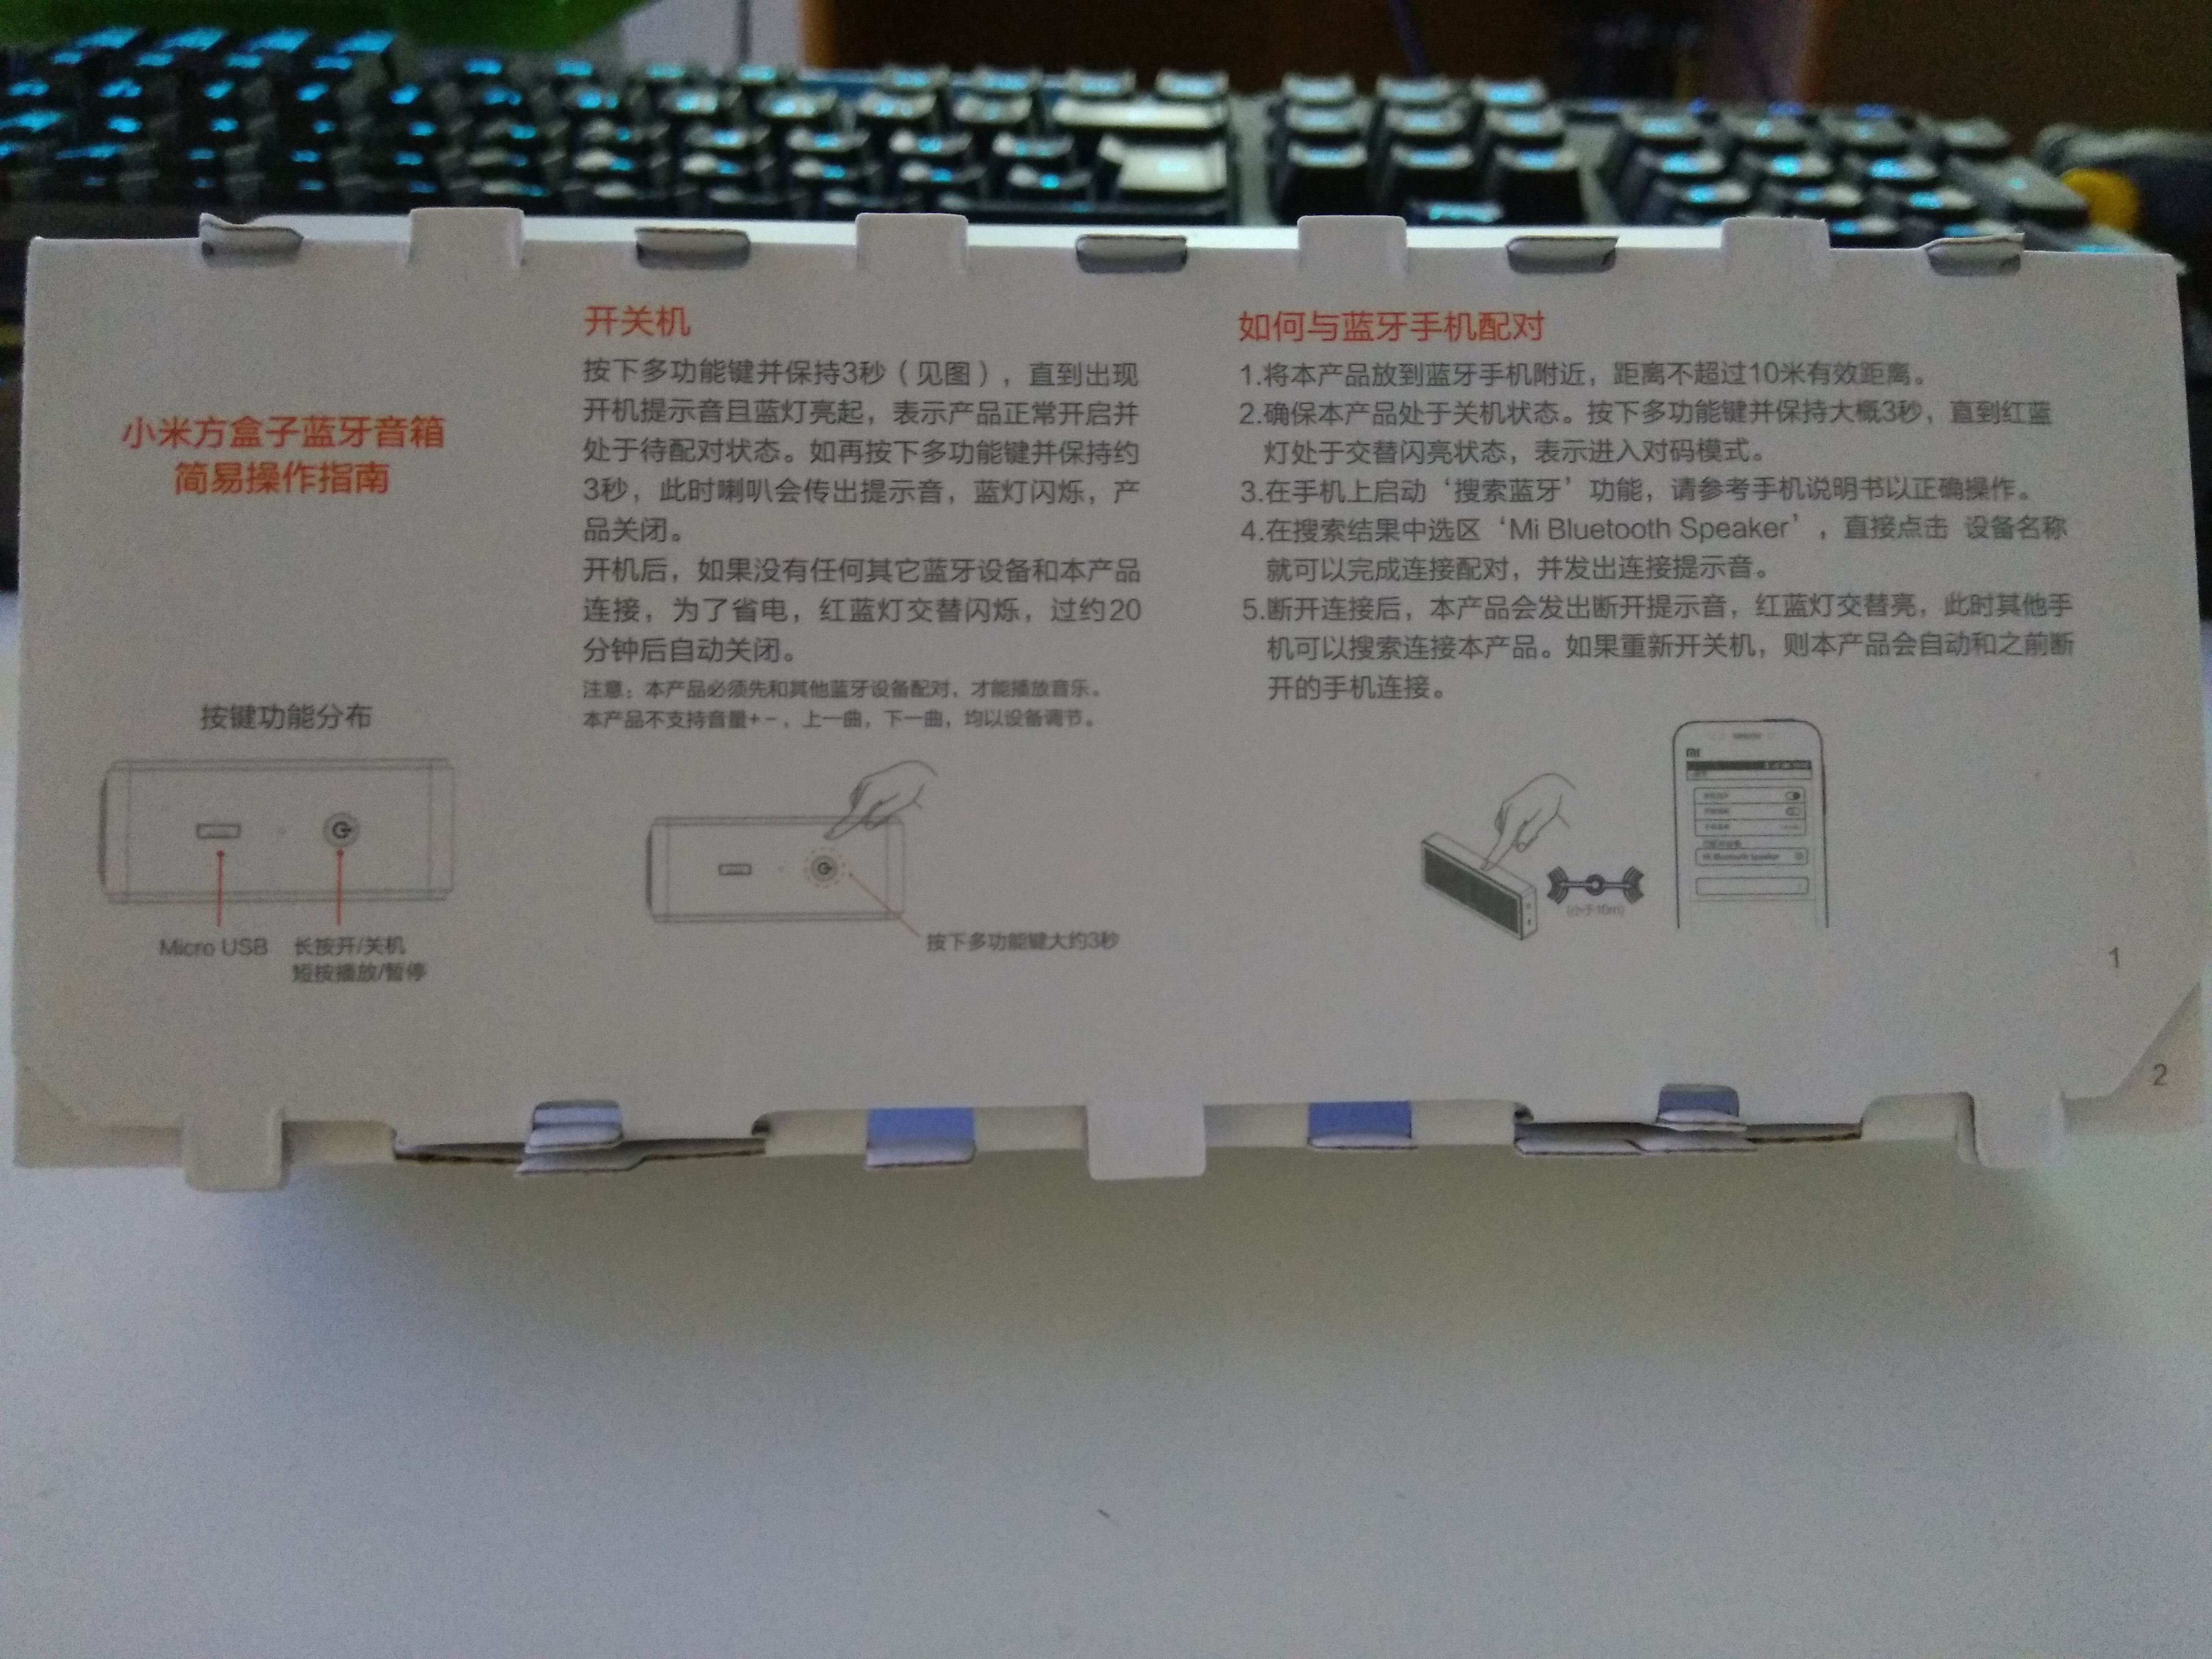 小米方盒子蓝牙音箱
简易操作指南
按键功能分布
Micro USB
长按开/关机
短按播放/暂停
开关机
按下多功能键并保持3秒（见图），直到出现
开机提示音且蓝灯亮起，表示产品正常开启并
处于待配对状态。如再按下多功能键并保持约
3秒，此时喇叭会传出提示音，蓝灯闪烁，产
品关闭。
开机后，如果没有任何其它蓝牙设备和本产品
连接，为了省电，红蓝灯交替闪烁，过约20
分钟后自动关闭。
注意：本产品必须先和其他蓝牙设备配对，才能播放音乐。
本产品不支持音量+－，上一曲，下一曲，均以设备调节。
按下多功能键大约3秒
如何与蓝牙手机配对
1.将本产品放到蓝牙手机附近，距离不超过10米有效距离。
2.确保本产品处于关机状态。按下多功能键并保持大概3秒，直到红蓝
灯处于交替闪亮状态，表示进入对码模式。
3.在手机上启动‘搜索蓝牙’功能，请参考手机说明书以正确操作。
4.在搜索结果中选区‘Mi Bluetooth Speaker’，直接点击 设备名称
就可以完成连接配对，并发出连接提示音。
5.断开连接后，本产品会发出断开提示音，红蓝灯交替亮，此时其他手
机可以搜索连接本产品。如果重新开关机，则本产品会自动和之前断
开的手机连接。
(小于10m)
MI
Mi Bluetooth Speaker
1
2